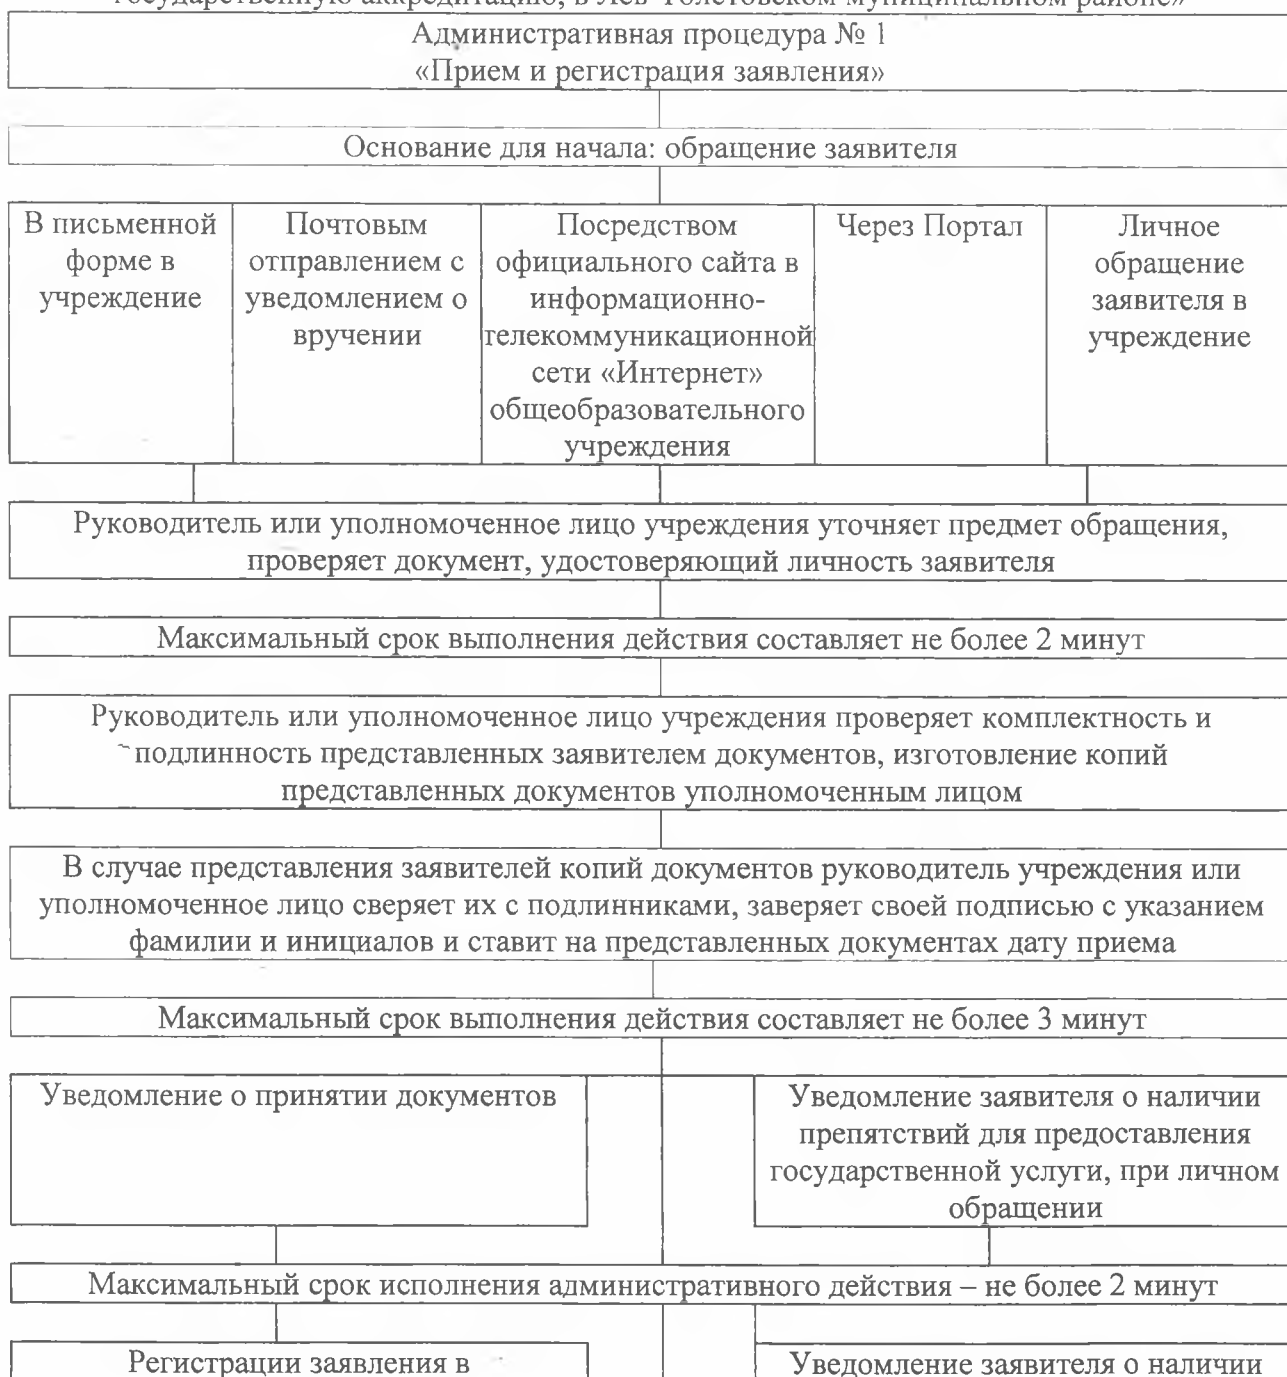 государственную аккредитацию, в Лев-Толстовском муниципальном районе»
Административная процедура № 1
«Прием и регистрация заявления»
Основание для начала: обращение заявителя
В письменной
форме в
учреждение
Почтовым
отправлением с
уведомлением о
вручении
Посредством
официального сайта в
информационно-
телекоммуникационной
сети «Интернет»
общеобразовательного
учреждения
Через Портал
Личное
обращение
заявителя в
учреждение
Руководитель или уполномоченное лицо учреждения уточняет предмет обращения,
проверяет документ, удостоверяющий личность заявителя
Максимальный срок выполнения действия составляет не более 2 минут
Руководитель или уполномоченное лицо учреждения проверяет комплектность и
подлинность представленных заявителем документов, изготовление копий
представленных документов уполномоченным лицом
В случае представления заявителей копий документов руководитель учреждения или
уполномоченное лицо сверяет их с подлинниками, заверяет своей подписью с указанием
фамилии и инициалов и ставит на представленных документах дату приема
Максимальный срок выполнения действия составляет не более 3 минут
Уведомление о принятии документов
Уведомление заявителя о наличии
препятствий для предоставления
государственной услуги, при личном
обращении
Максимальный срок исполнения административного действия – не более 2 минут
Регистрации заявления в
Уведомление заявителя о наличии